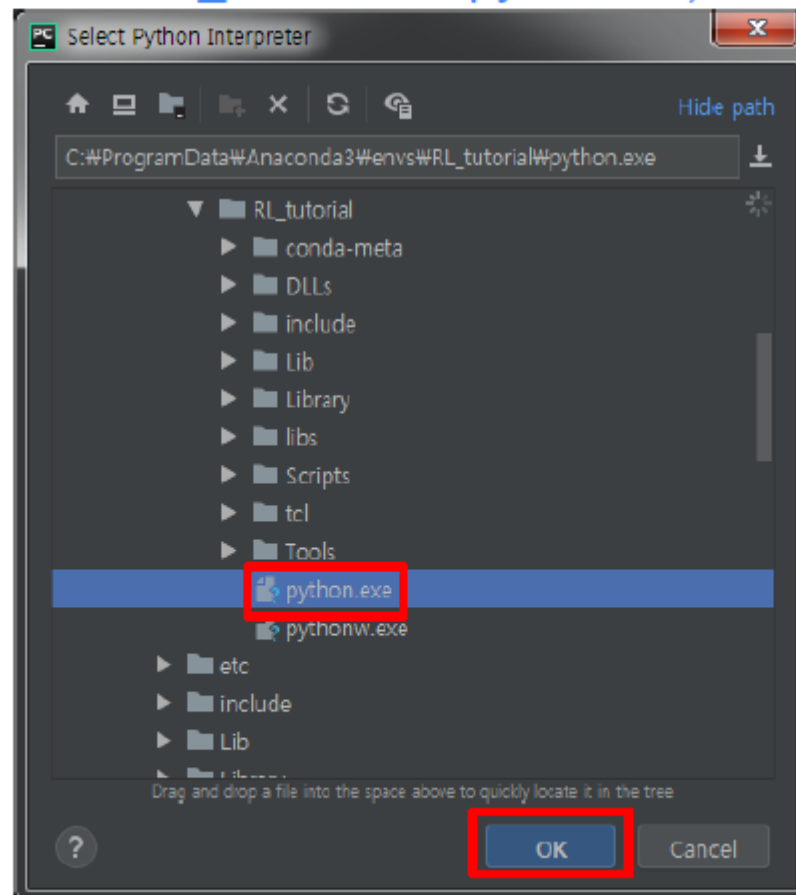 PC Select Python Interpreter
Hide path
C:₩ProgramData₩Anaconda3₩envs₩RL_tutorial₩python.exe
RL_tutorial
conda-meta
DLLs
include
Lib
Library
libs
Scripts
tcl
Tools
python.exe
pythonw.exe
etc
include
Lib
Library
Drag and drop a file into the space above to quickly locate it in the tree
? OK Cancel